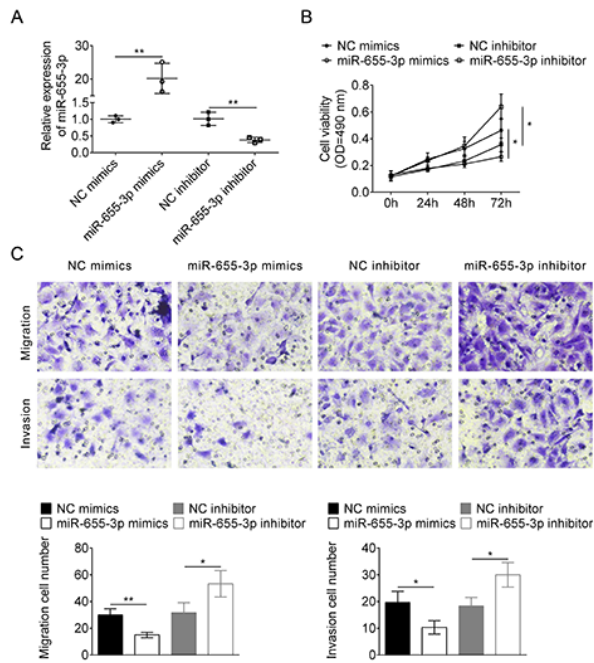 A
Relative expression
of miR-655-3p
30
20
10
1.5
1.0
0.5
0.0
**
**
NC mimics
miR-655-3p mimics
NC inhibitor
miR-655-3p inhibitor
B
NC mimics
NC inhibitor
miR-655-3p mimics
miR-655-3p inhibitor
Cell viability
(OD=490 nm)
0.8
0.6
0.4
0.2
0.0
0h
24h
48h
72h
*
*
C
NC mimics
miR-655-3p mimics
NC inhibitor
miR-655-3p inhibitor
Migration
Invasion
NC mimics
NC inhibitor
miR-655-3p mimics
miR-655-3p inhibitor
Migration cell number
80
60
40
20
0
**
*
NC mimics
NC inhibitor
miR-655-3p mimics
miR-655-3p inhibitor
Invasion cell number
40
30
20
10
0
*
*